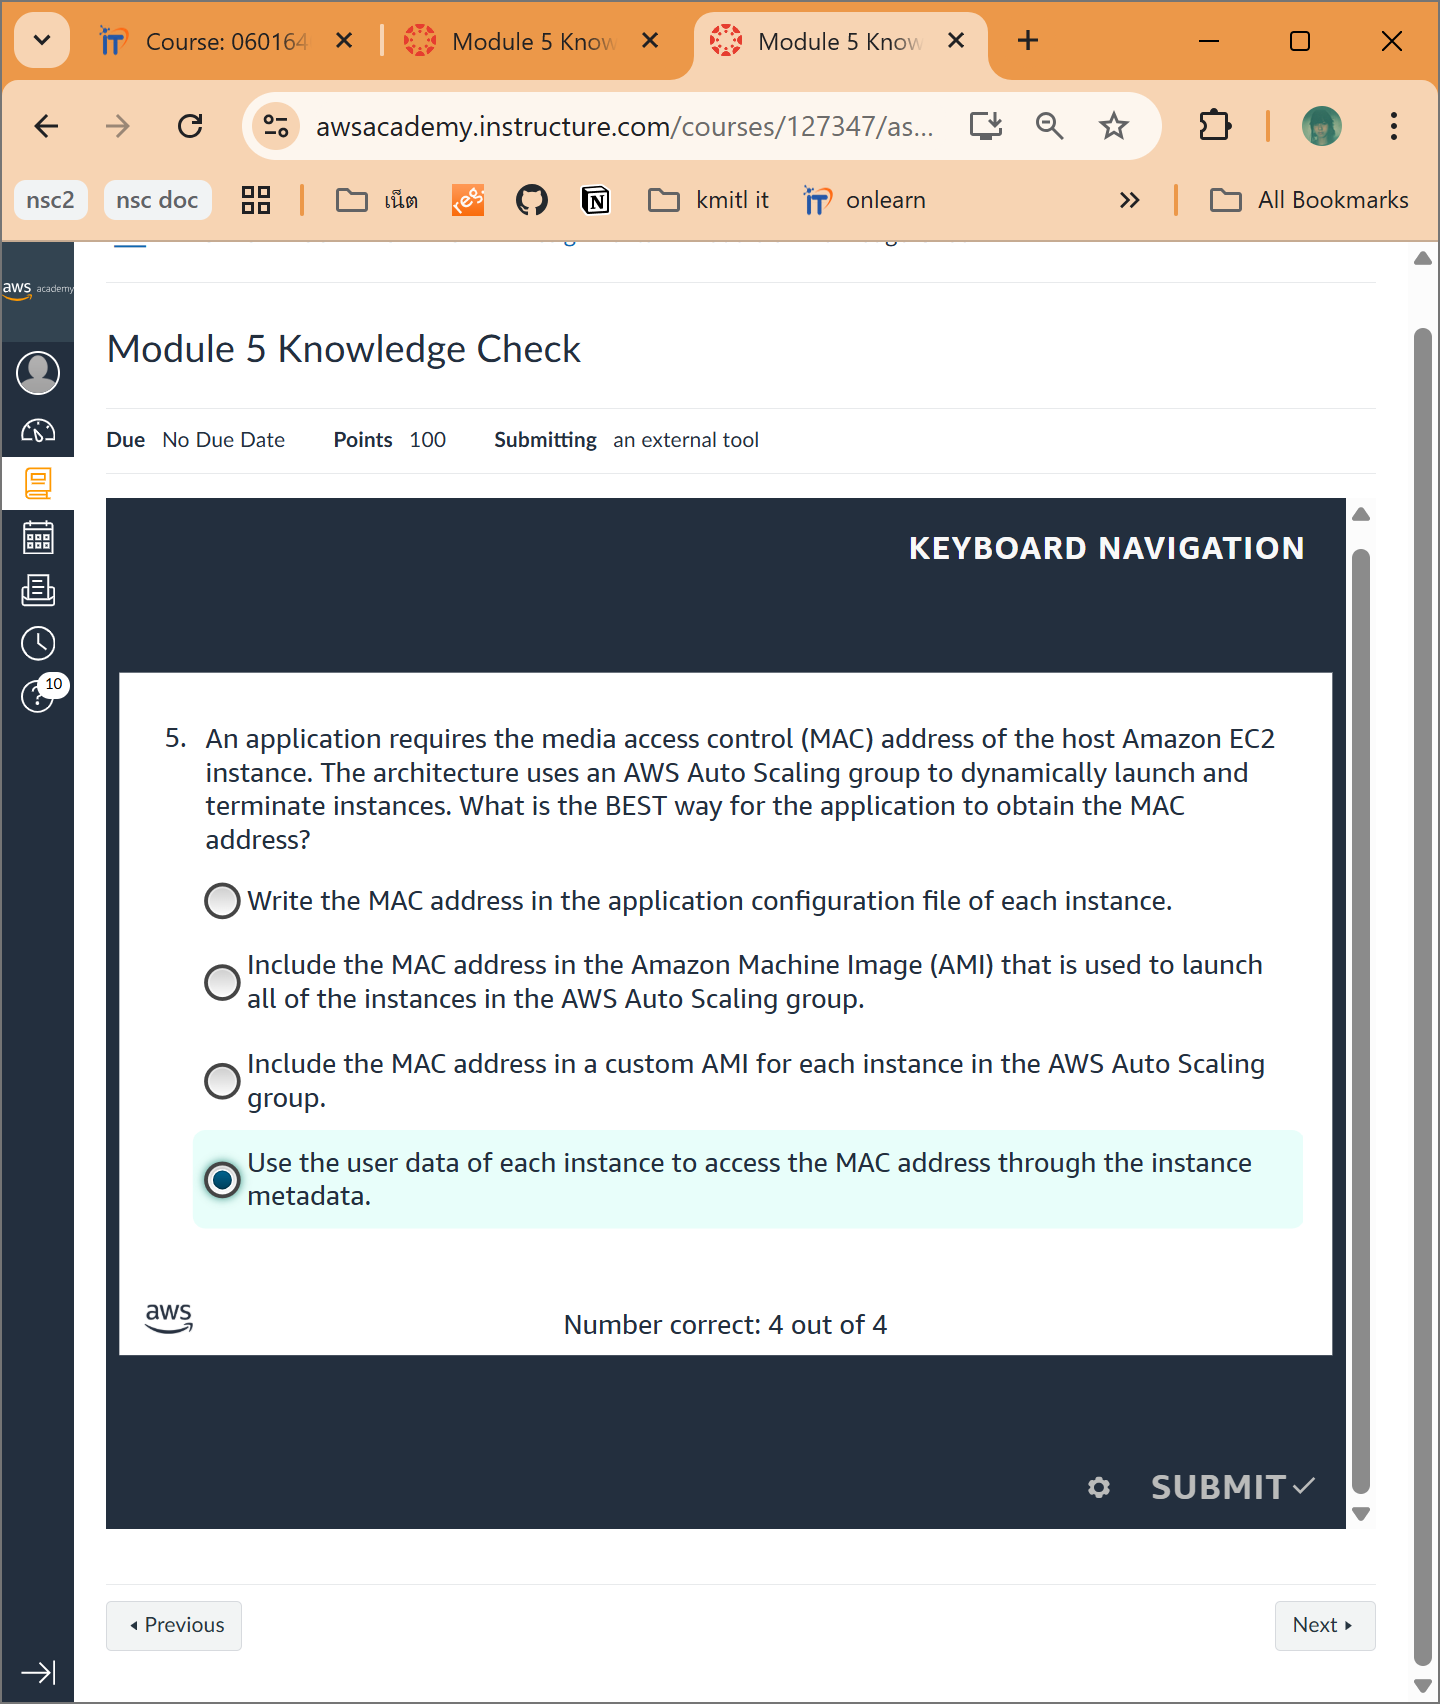 Course: 060164
Module 5 Know
Module 5 Know
awsacademy.instructure.com/courses/127347/as...
nsc2
nsc doc
เน็ต
reg.
N
kmitl it
iT
onlearn
All Bookmarks
aws academy
Module 5 Knowledge Check
Due No Due Date Points 100 Submitting an external tool
10
KEYBOARD NAVIGATION
5. An application requires the media access control (MAC) address of the host Amazon EC2
instance. The architecture uses an AWS Auto Scaling group to dynamically launch and
terminate instances. What is the BEST way for the application to obtain the MAC
address?
Write the MAC address in the application configuration file of each instance.
Include the MAC address in the Amazon Machine Image (AMI) that is used to launch
all of the instances in the AWS Auto Scaling group.
Include the MAC address in a custom AMI for each instance in the AWS Auto Scaling
group.
Use the user data of each instance to access the MAC address through the instance
metadata.
aws
Number correct: 4 out of 4
SUBMIT
Previous
Next